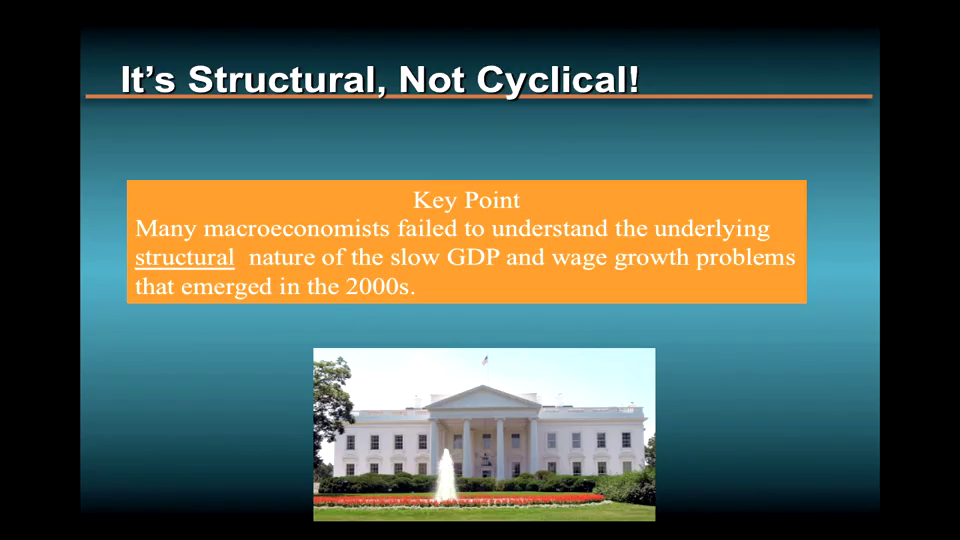 It’s Structural, Not Cyclical!
Key Point
Many macroeconomists failed to understand the underlying
structural nature of the slow GDP and wage growth problems
that emerged in the 2000s.